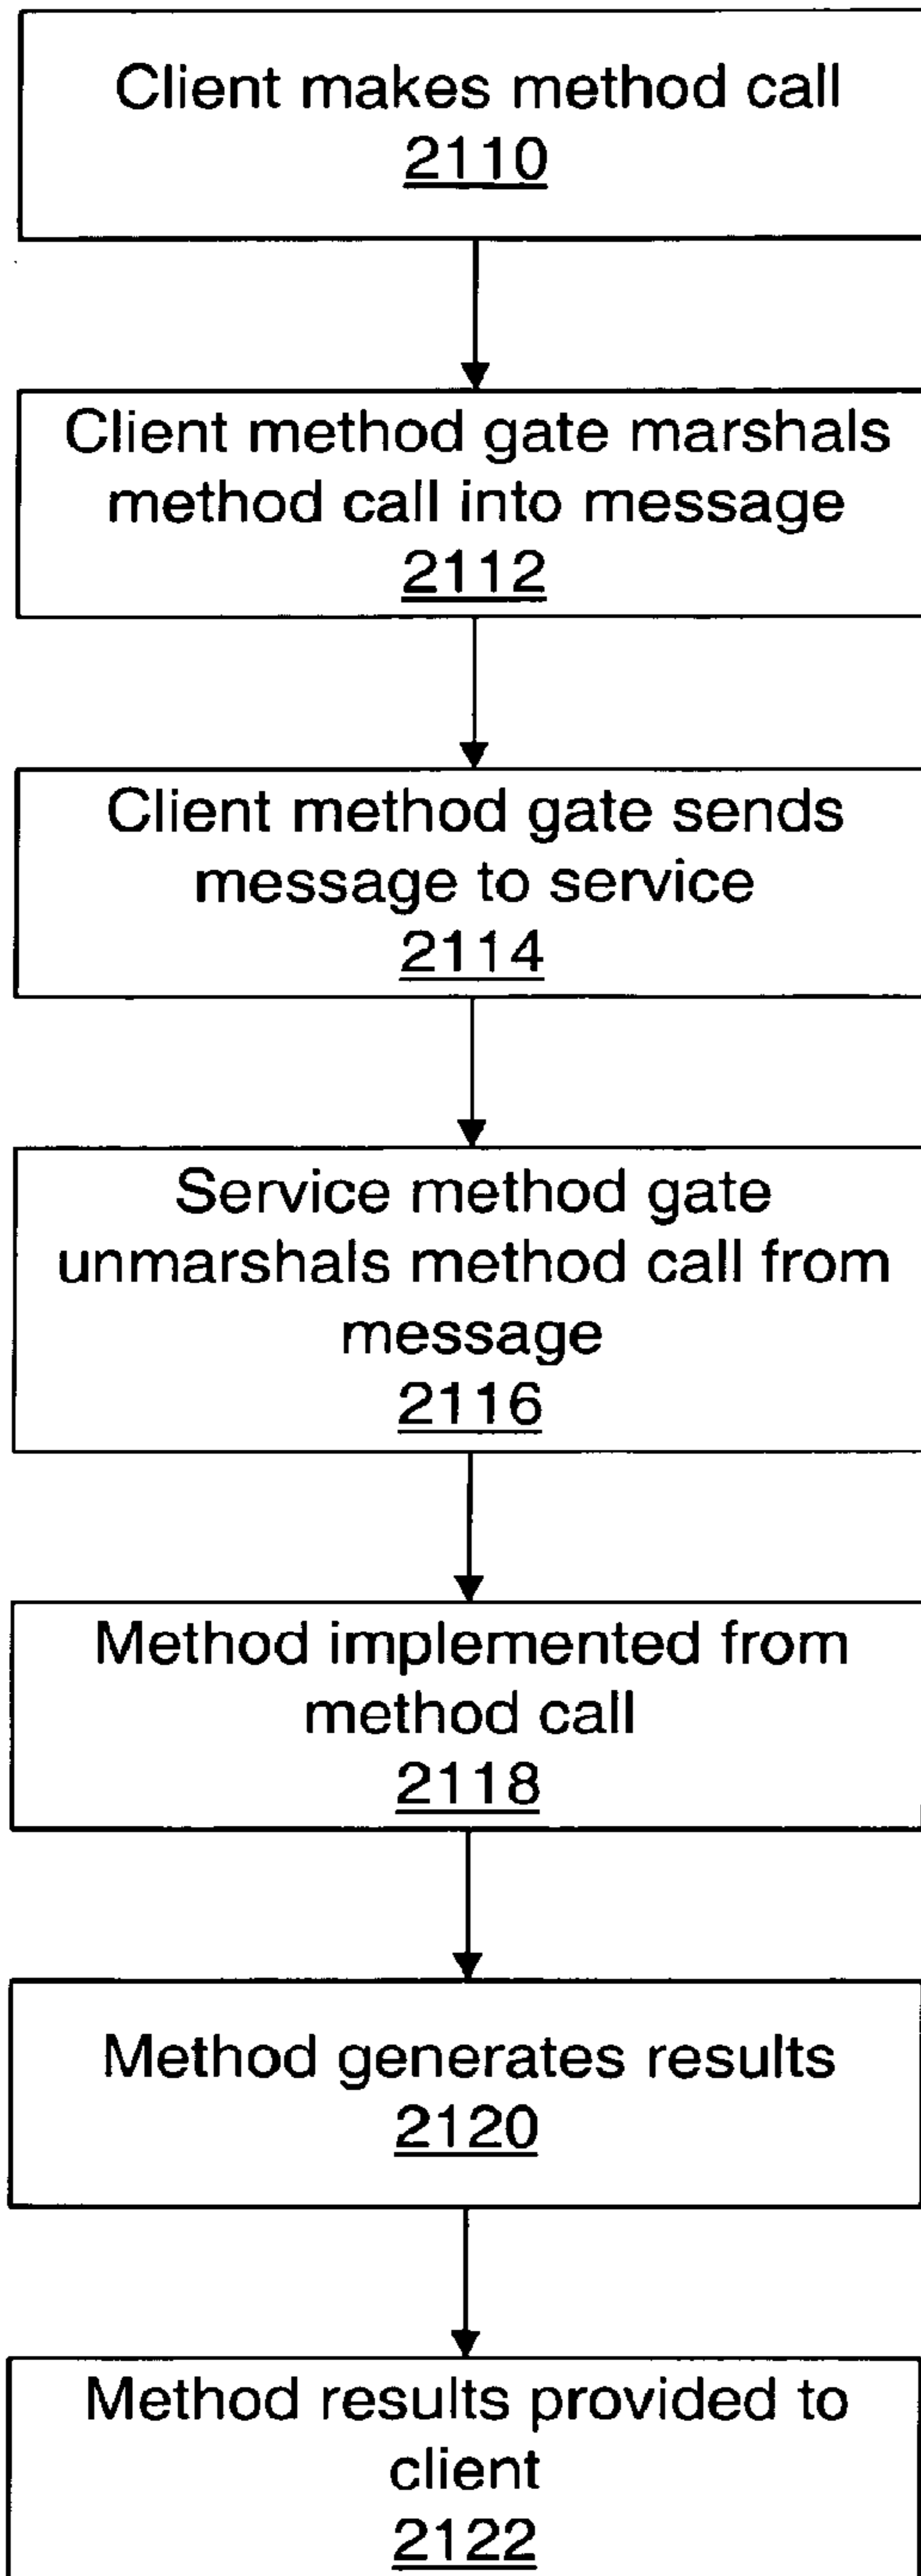 Client makes method call
2110
Client method gate marshals
method call into message
2112
Client method gate sends
message to service
2114
Service method gate
unmarshals method call from
message
2116
Method implemented from
method call
2118
Method generates results
2120
Method results provided to
client
2122